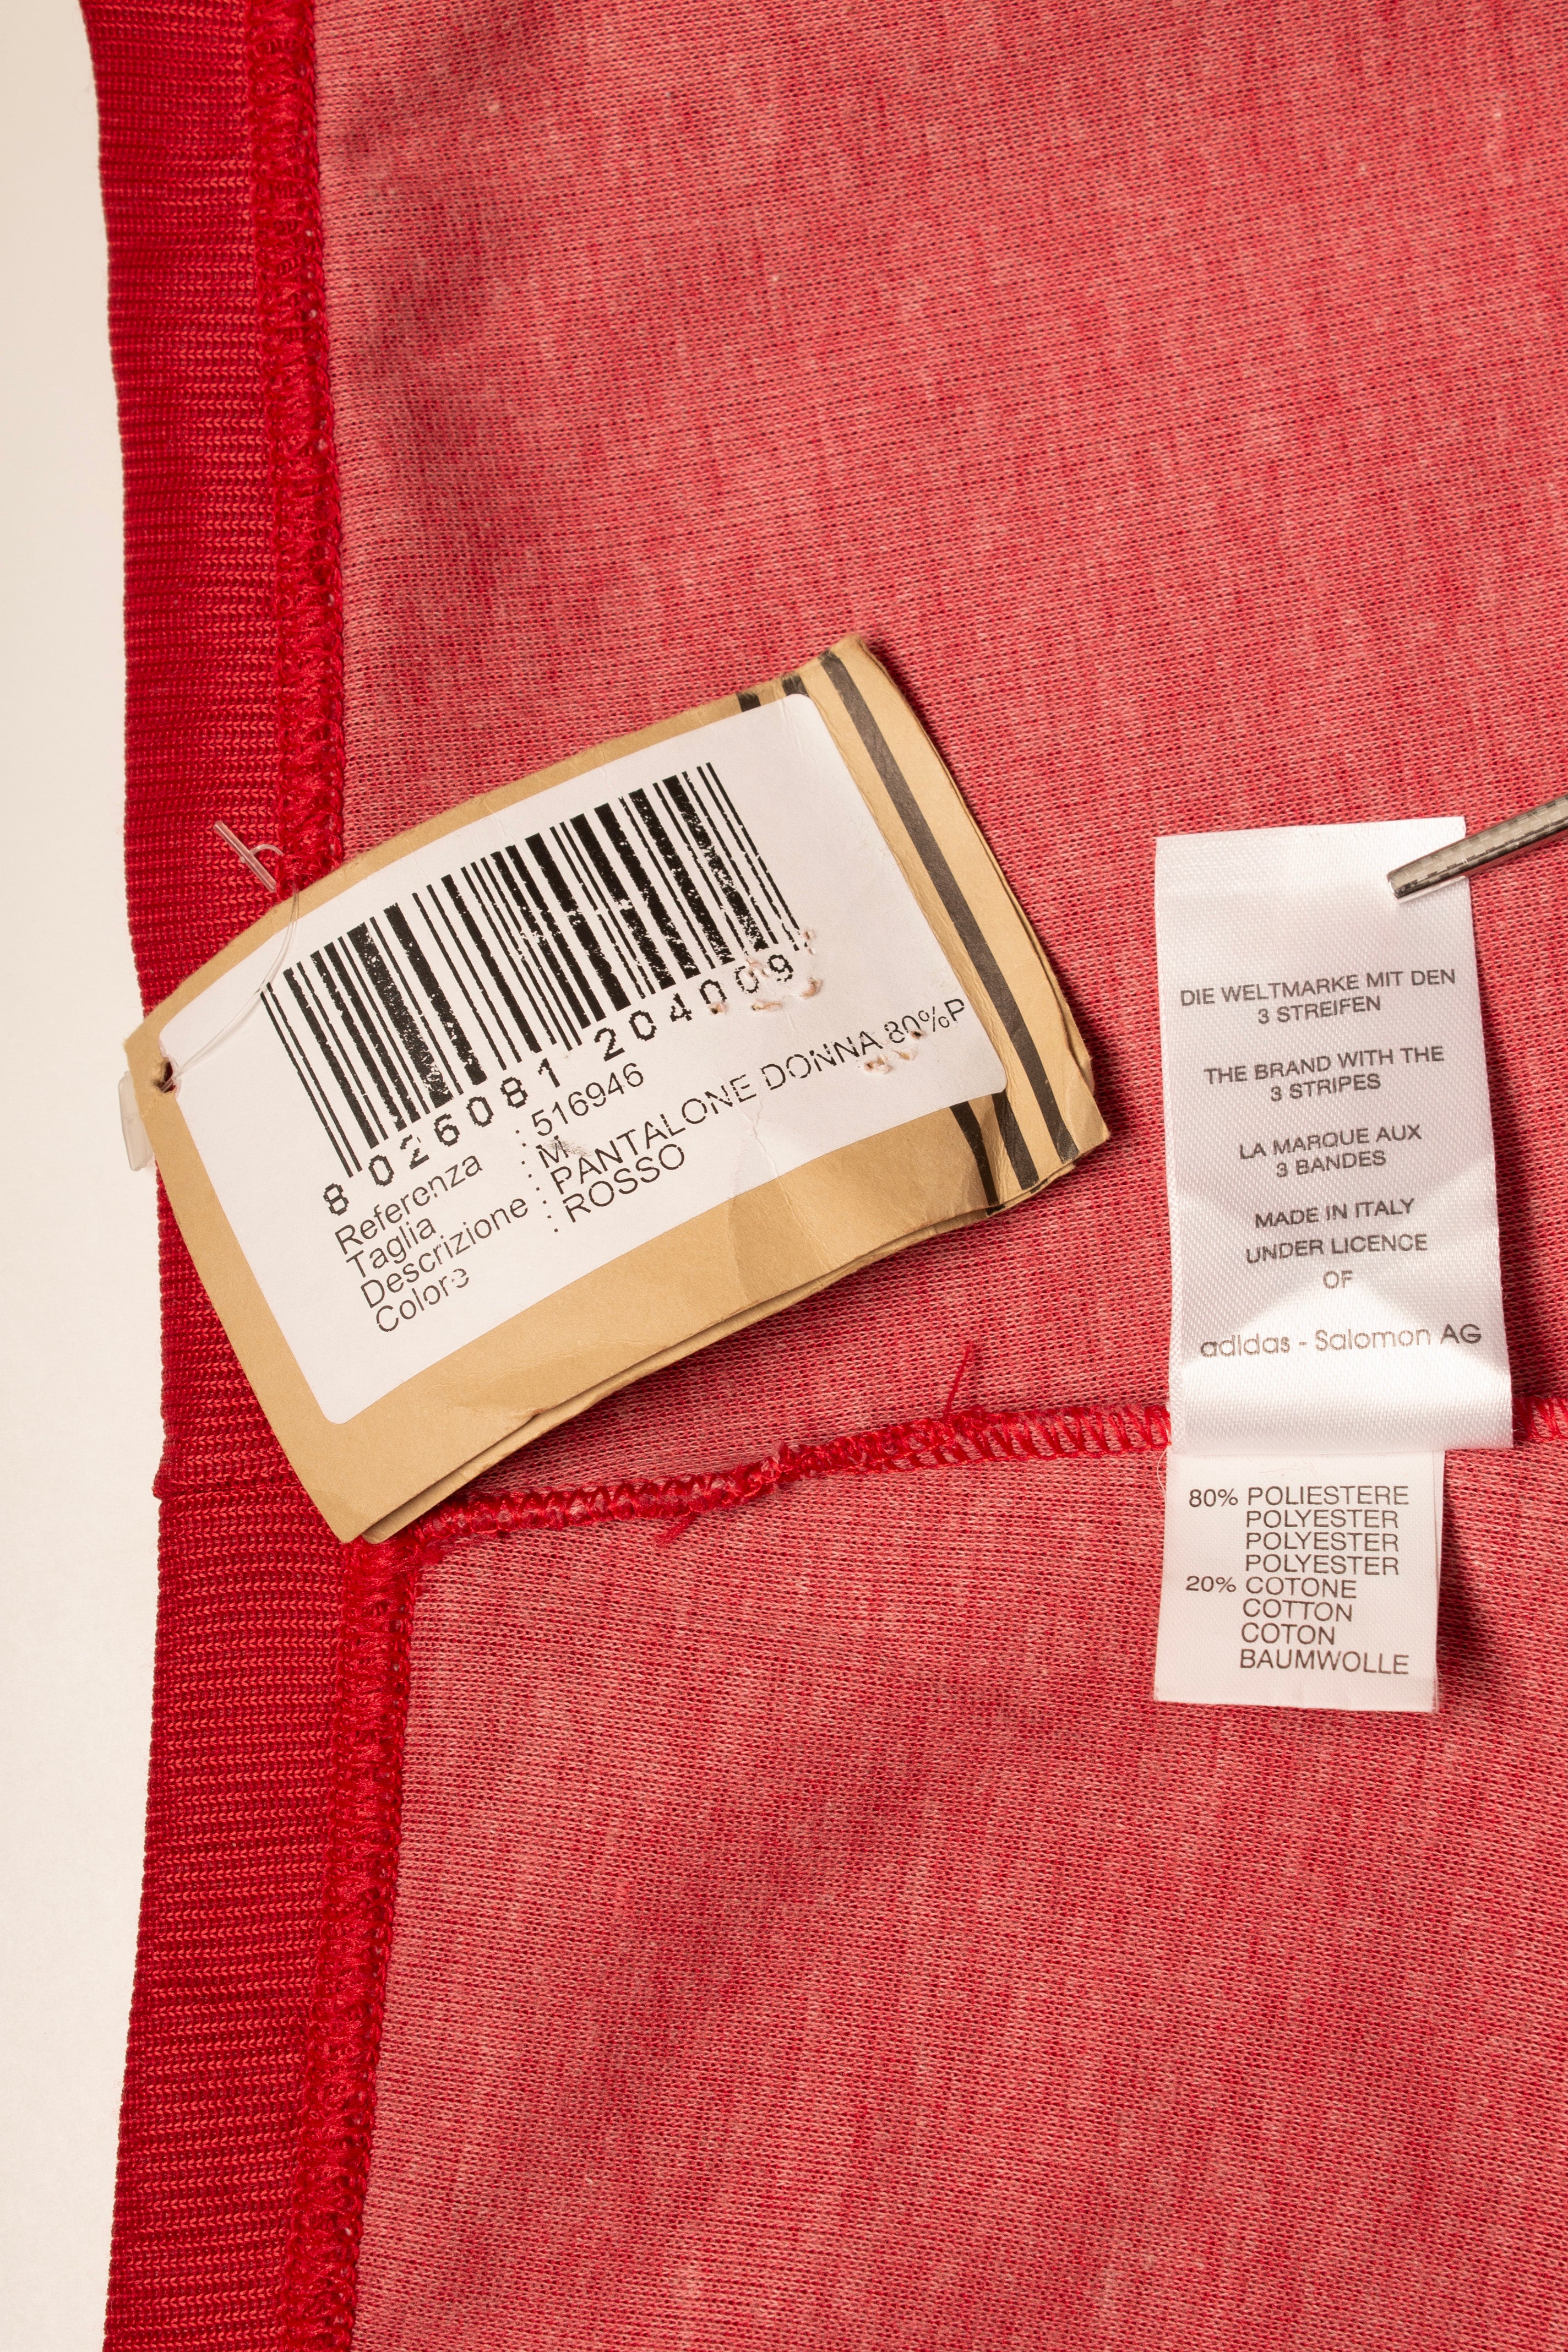 8 026081 204009
Referenza : 516946
Taglia : M
Descrizione : PANTALONE DONNA 80%P
Colore : ROSSO
DIE WELTMARKE MIT DEN
3 STREIFEN
THE BRAND WITH THE
3 STRIPES
LA MARQUE AUX
3 BANDES
MADE IN ITALY
UNDER LICENCE
OF
adidas - Salomon AG
80% POLIESTERE
POLYESTER
POLYESTER
POLYESTER
20% COTONE
COTTON
COTON
BAUMWOLLE